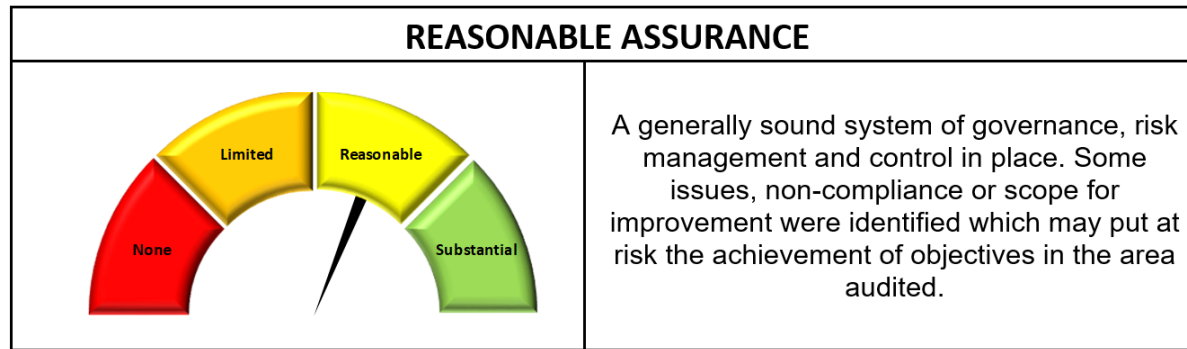 REASONABLE ASSURANCE
None
Limited
Reasonable
Substantial
A generally sound system of governance, risk
management and control in place. Some
issues, non-compliance or scope for
improvement were identified which may put at
risk the achievement of objectives in the area
audited.